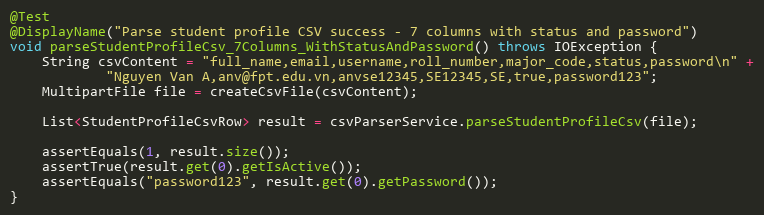 @Test
@DisplayName("Parse student profile CSV success - 7 columns with status and password")
void parseStudentProfileCsv_7Columns_WithStatusAndPassword() throws IOException {
    String csvContent = "full_name,email,username,roll_number,major_code,status,password\n" +
            "Nguyen Van A,anv@fpt.edu.vn,anvse12345,SE12345,SE,true,password123";
    MultipartFile file = createCsvFile(csvContent);

    List<StudentProfileCsvRow> result = csvParserService.parseStudentProfileCsv(file);

    assertEquals(1, result.size());
    assertTrue(result.get(0).getIsActive());
    assertEquals("password123", result.get(0).getPassword());
}